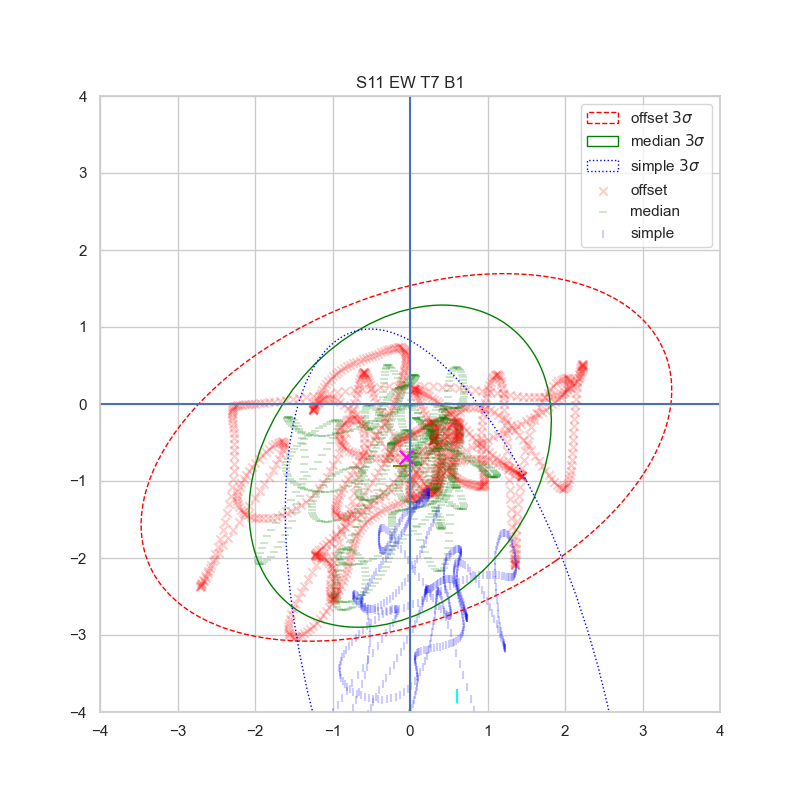 S11 EW T7 B1
offset 3σ
median 3σ
simple 3σ
offset
median
simple
4
3
2
1
0
−1
−2
−3
−4
−4 −3 −2 −1 0 1 2 3 4